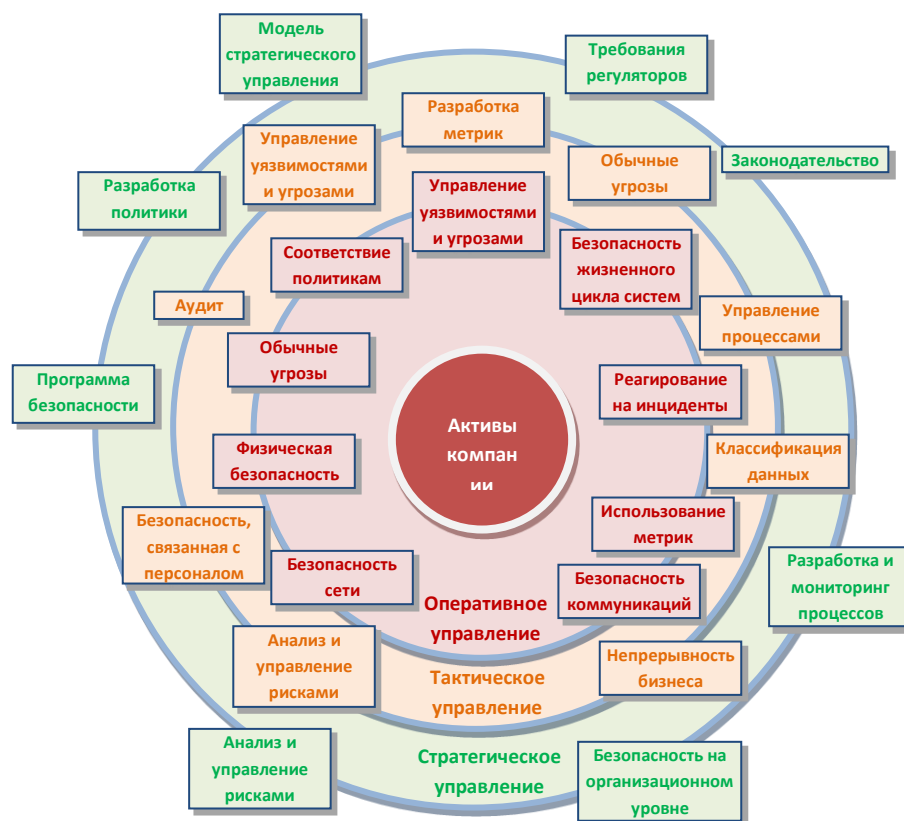 Модель
стратегического
управления
Требования
регуляторов
Разработка
метрик
Управление
уязвимостями
и угрозами
Обычные
угрозы
Законодательство
Разработка
политики
Управление
уязвимостями
и угрозами
Соответствие
политикам
Безопасность
жизненного
цикла систем
Аудит
Управление
процессами
Обычные
угрозы
Программа
безопасности
Реагирование
на инциденты
Активы
компан
ии
Физическая
безопасность
Классификация
данных
Безопасность,
связанная с
персоналом
Использование
метрик
Безопасность
сети
Безопасность
коммуникаций
Разработка и
мониторинг
процессов
Оперативное
управление
Анализ и
управление
рисками
Непрерывность
бизнеса
Тактическое
управление
Анализ и
управление
рисками
Стратегическое
управление
Безопасность на
организационном
уровне